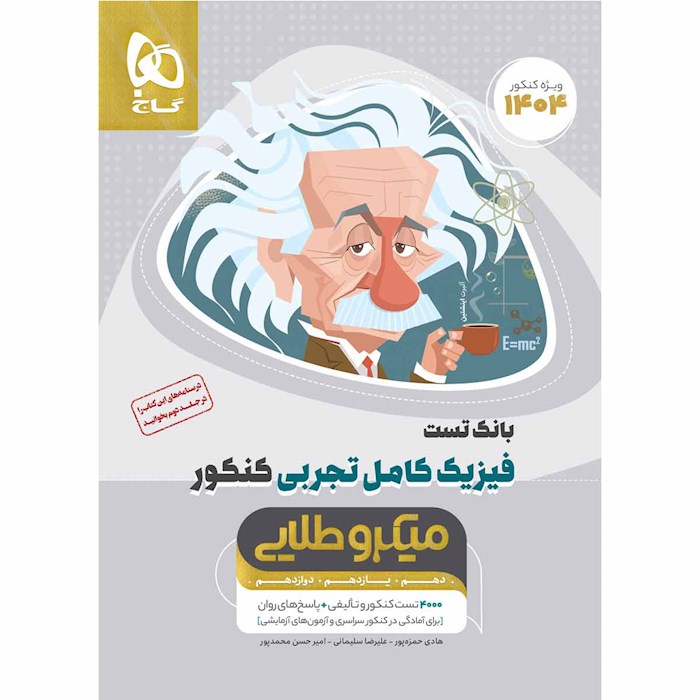 گاج
ویژه کنکور
۱۴۰۴
آلبرت اینشتین
E=mc²
درسنامه‌های این کتاب را
در جلد دوم بخوانید
بانک تست
فیزیک کامل تجربی کنکور
میکرو طلایی
دهم • یازدهم • دوازدهم
۴۰۰۰ تست کنکور و تألیفی + پاسخ‌های روان
[برای آمادگی در کنکور سراسری و آزمون‌های آزمایشی]
هادی حمزه‌پور - علیرضا سلیمانی - امیر حسن محمدپور